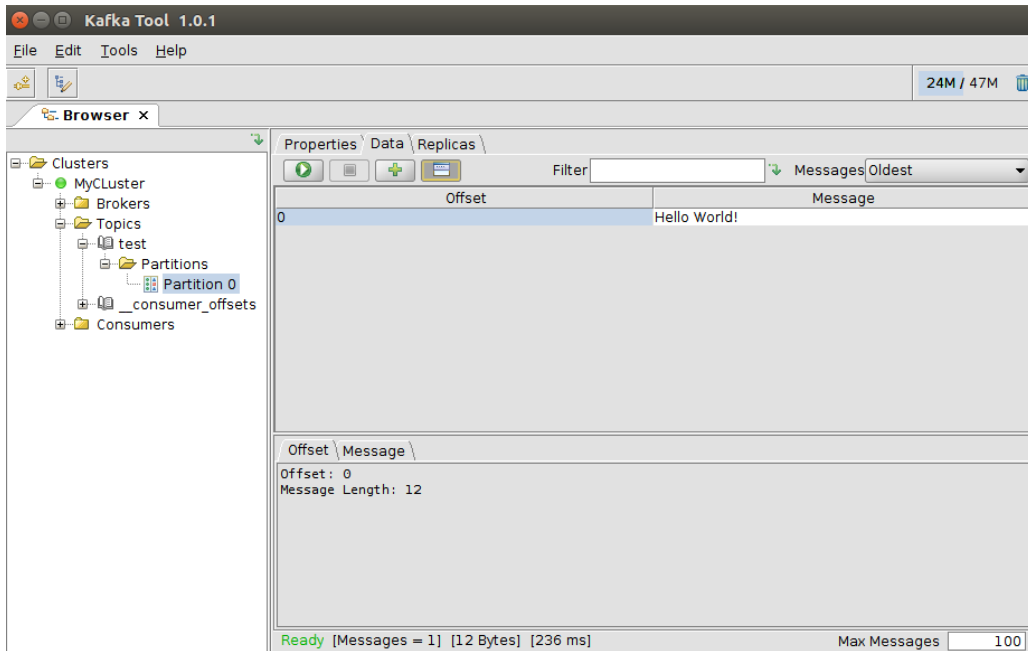 Kafka Tool 1.0.1
File Edit Tools Help
24M / 47M
Browser X
Properties Data Replicas
Clusters
Filter Messages Oldest
MyCLuster
Brokers
Offset Message
Topics
0 Hello World!
test
Partitions
Partition 0
__consumer_offsets
Consumers
Offset Message
Offset: 0
Message Length: 12
Ready [Messages = 1] [12 Bytes] [236 ms] Max Messages 100